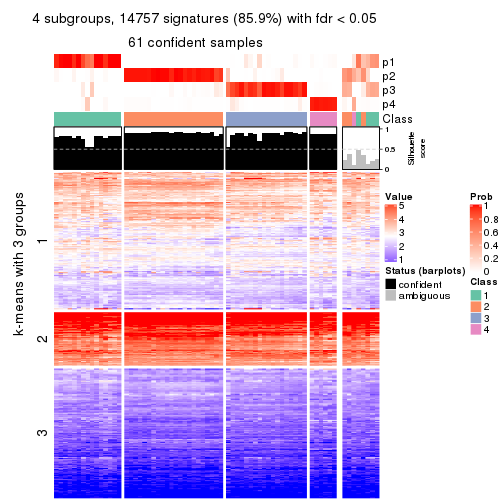 4 subgroups, 14757 signatures (85.9%) with fdr < 0.05
61 confident samples
p1
p2
p3
p4
Class
1
0.5
0
Silhouette
score
k-means with 3 groups
1
2
3
Value
5
4
3
2
1
Status (barplots)
confident
ambiguous
Prob
1
0.8
0.6
0.4
0.2
0
Class
1
2
3
4